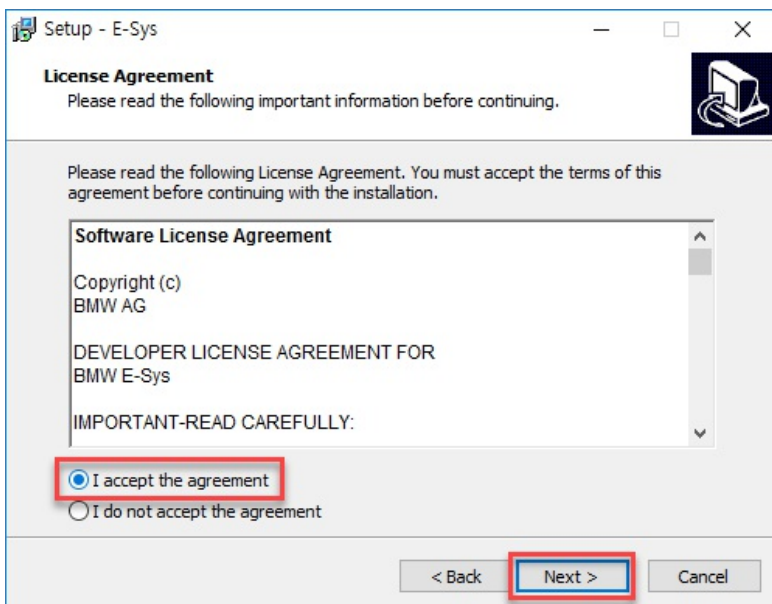 Setup - E-Sys
License Agreement
Please read the following important information before continuing.
Please read the following License Agreement. You must accept the terms of this
agreement before continuing with the installation.
Software License Agreement
Copyright (c)
BMW AG
DEVELOPER LICENSE AGREEMENT FOR
BMW E-Sys
IMPORTANT-READ CAREFULLY:
I accept the agreement
I do not accept the agreement
< Back Next > Cancel